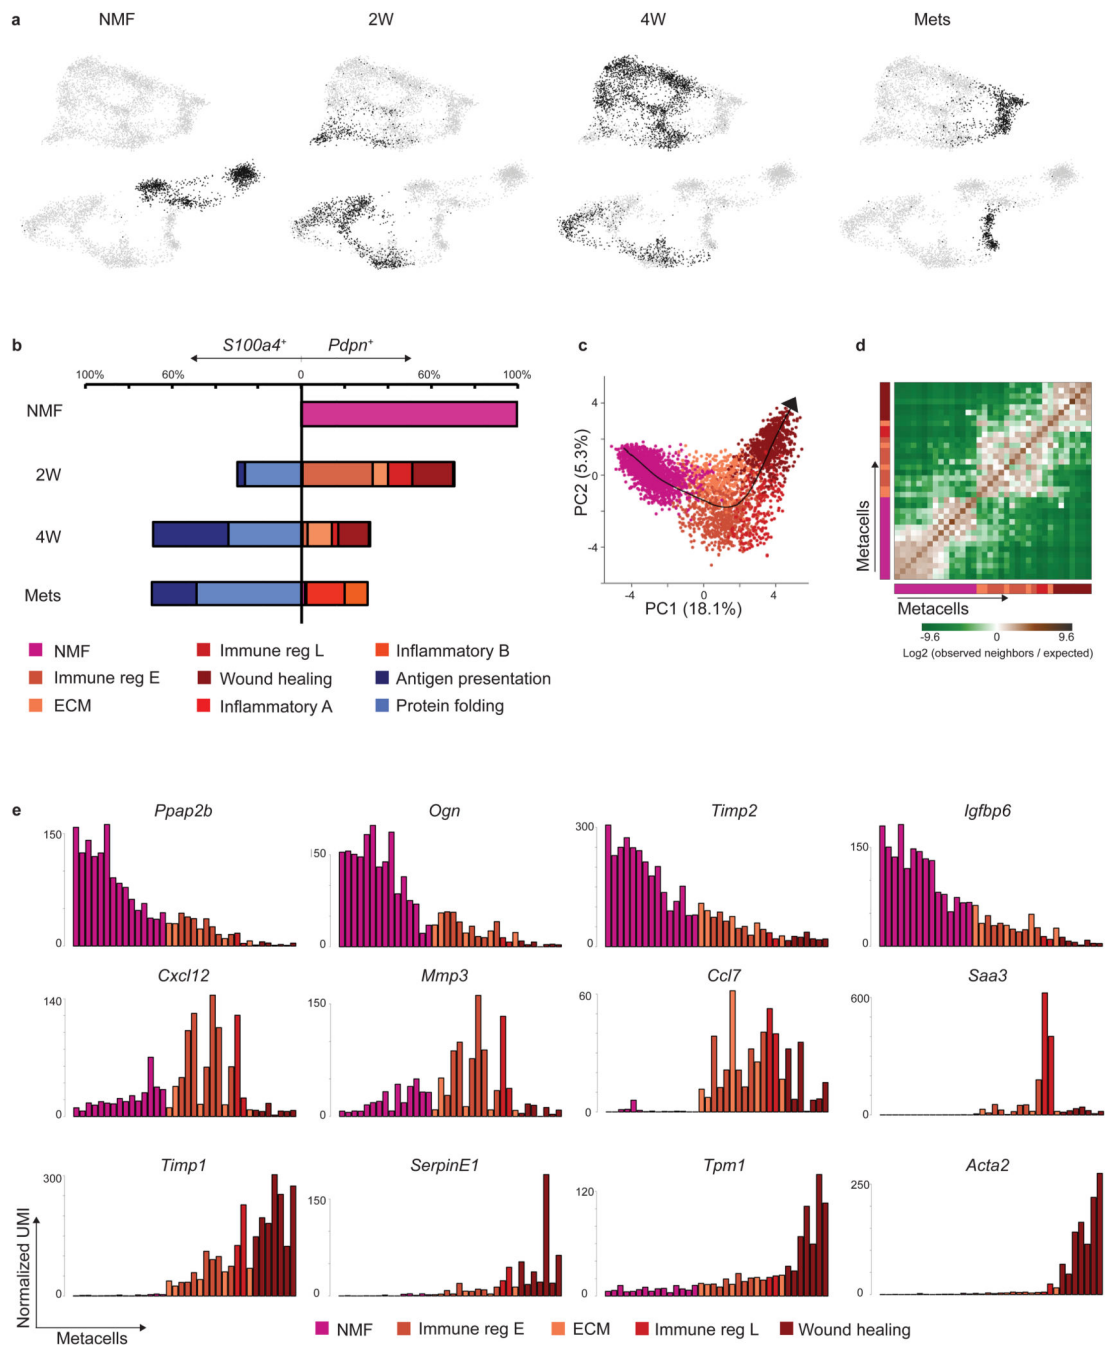 a
NMF 2W 4W Mets
b
S100a4+ Pdpn+
100% 60% 0 60% 100%
NMF
2W
4W
Mets
NMF Immune reg L Inflammatory B
Immune reg E Wound healing Antigen presentation
ECM Inflammatory A Protein folding
c
PC2 (5.3%)
4
0
-4
-4 0 4
PC1 (18.1%)
d
Metacells
Metacells
-9.6 0 9.6
Log2 (observed neighbors / expected)
e
Ppap2b Ogn Timp2 Igfbp6
150 50 300 150
0 0 0 0
Cxcl12 Mmp3 Ccl7 Saa3
140 150 60 600
0 0 0 0
Timp1 SerpinE1 Tpm1 Acta2
300 150 120 250
0 0 0 0
Normalized UMI
Metacells
NMF Immune reg E ECM Immune reg L Wound healing